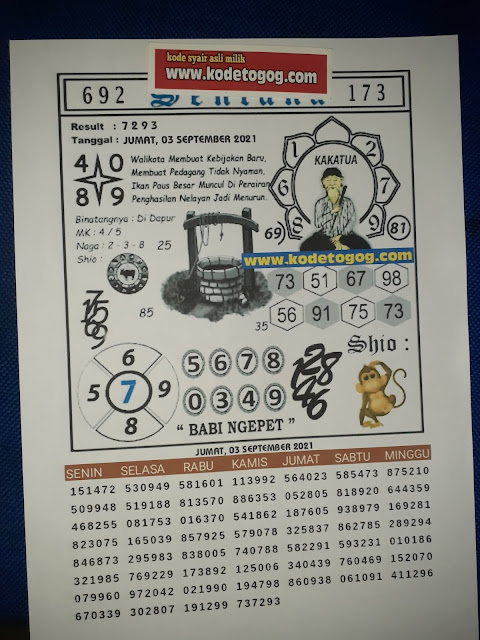 kode syair asli milik
www.kodetogog.com
692 173
Result : 7293
Tanggal : JUMAT, 03 SEPTEMBER 2021
4 0
8 9
Walikota Membuat Kebijakan Baru,
Membuat Pedagang Tidak Nyaman,
Ikan Paus Besar Muncul Di Perairan
Penghasilan Nelayan Jadi Menurun.
Binatangnya : Di Dapur
MK : 4 / 5
Naga : 2 - 3 - 8 25
Shio :
85
35
KAKATUA
1 2
6 7
8 9
69) (81
www.kodetogog.com
73 51 67 98
56 91 75 73
6
5 7 9
8
5 6 7 8
0 3 4 9
" BABI NGEPET "
Shio :
JUMAT, 03 SEPTEMBER 2021
SENIN SELASA RABU KAMIS JUMAT SABTU MINGGU
151472 530949 581601 113992 564023 585473 875210
509948 519188 813570 886353 052805 818920 644359
468255 081753 016370 541862 187605 938979 169281
823075 165039 857925 579078 325837 862785 289294
846873 295983 838005 740788 582291 593231 010186
321985 769229 173892 125006 340439 760469 152070
079960 972042 021990 194798 860938 061091 411296
670339 302807 191299 737293